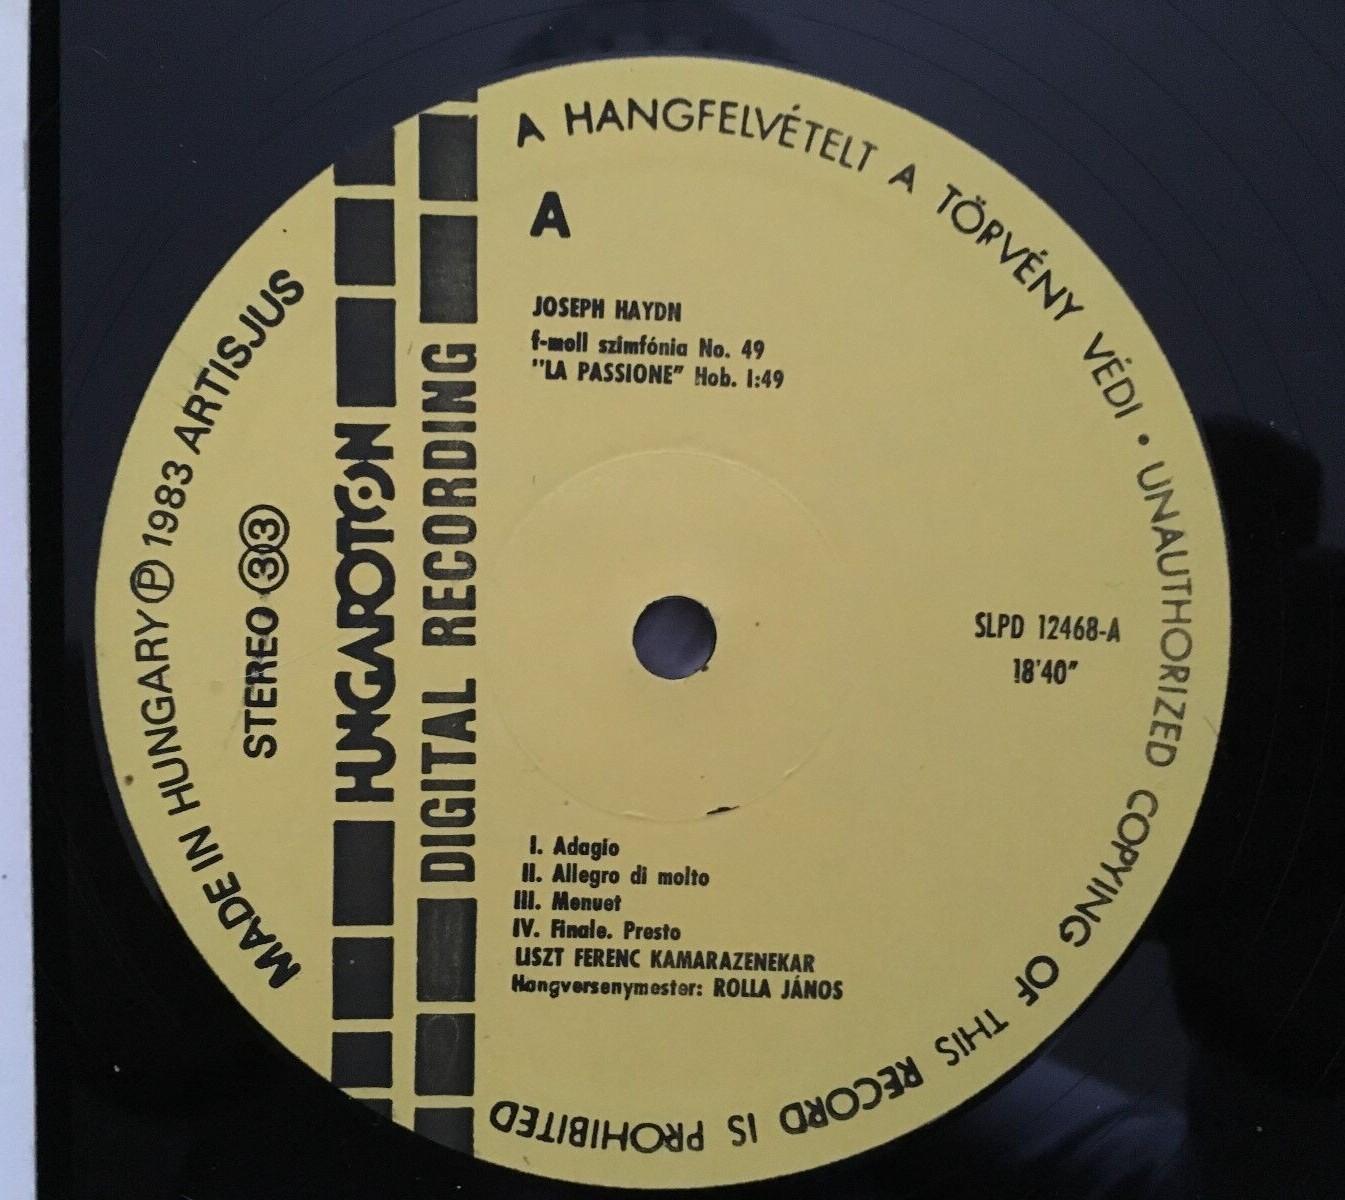 A HANGFELVÉTELT A TÖRVÉNY VÉDI • UNAUTHORIZED COPYING OF THIS RECORD IS PROHIBITED
MADE IN HUNGARY Ⓟ 1983 ARTISJUS
STEREO 33
HUNGAROTON
DIGITAL RECORDING
A
JOSEPH HAYDN
f-moll szimfónia No. 49
"LA PASSIONE" Hob. I:49
SLPD 12468-A
18'40"
I. Adagio
II. Allegro di molto
III. Menuet
IV. Finale. Presto
LISZT FERENC KAMARAZENEKAR
Hangversenymester: ROLLA JÁNOS